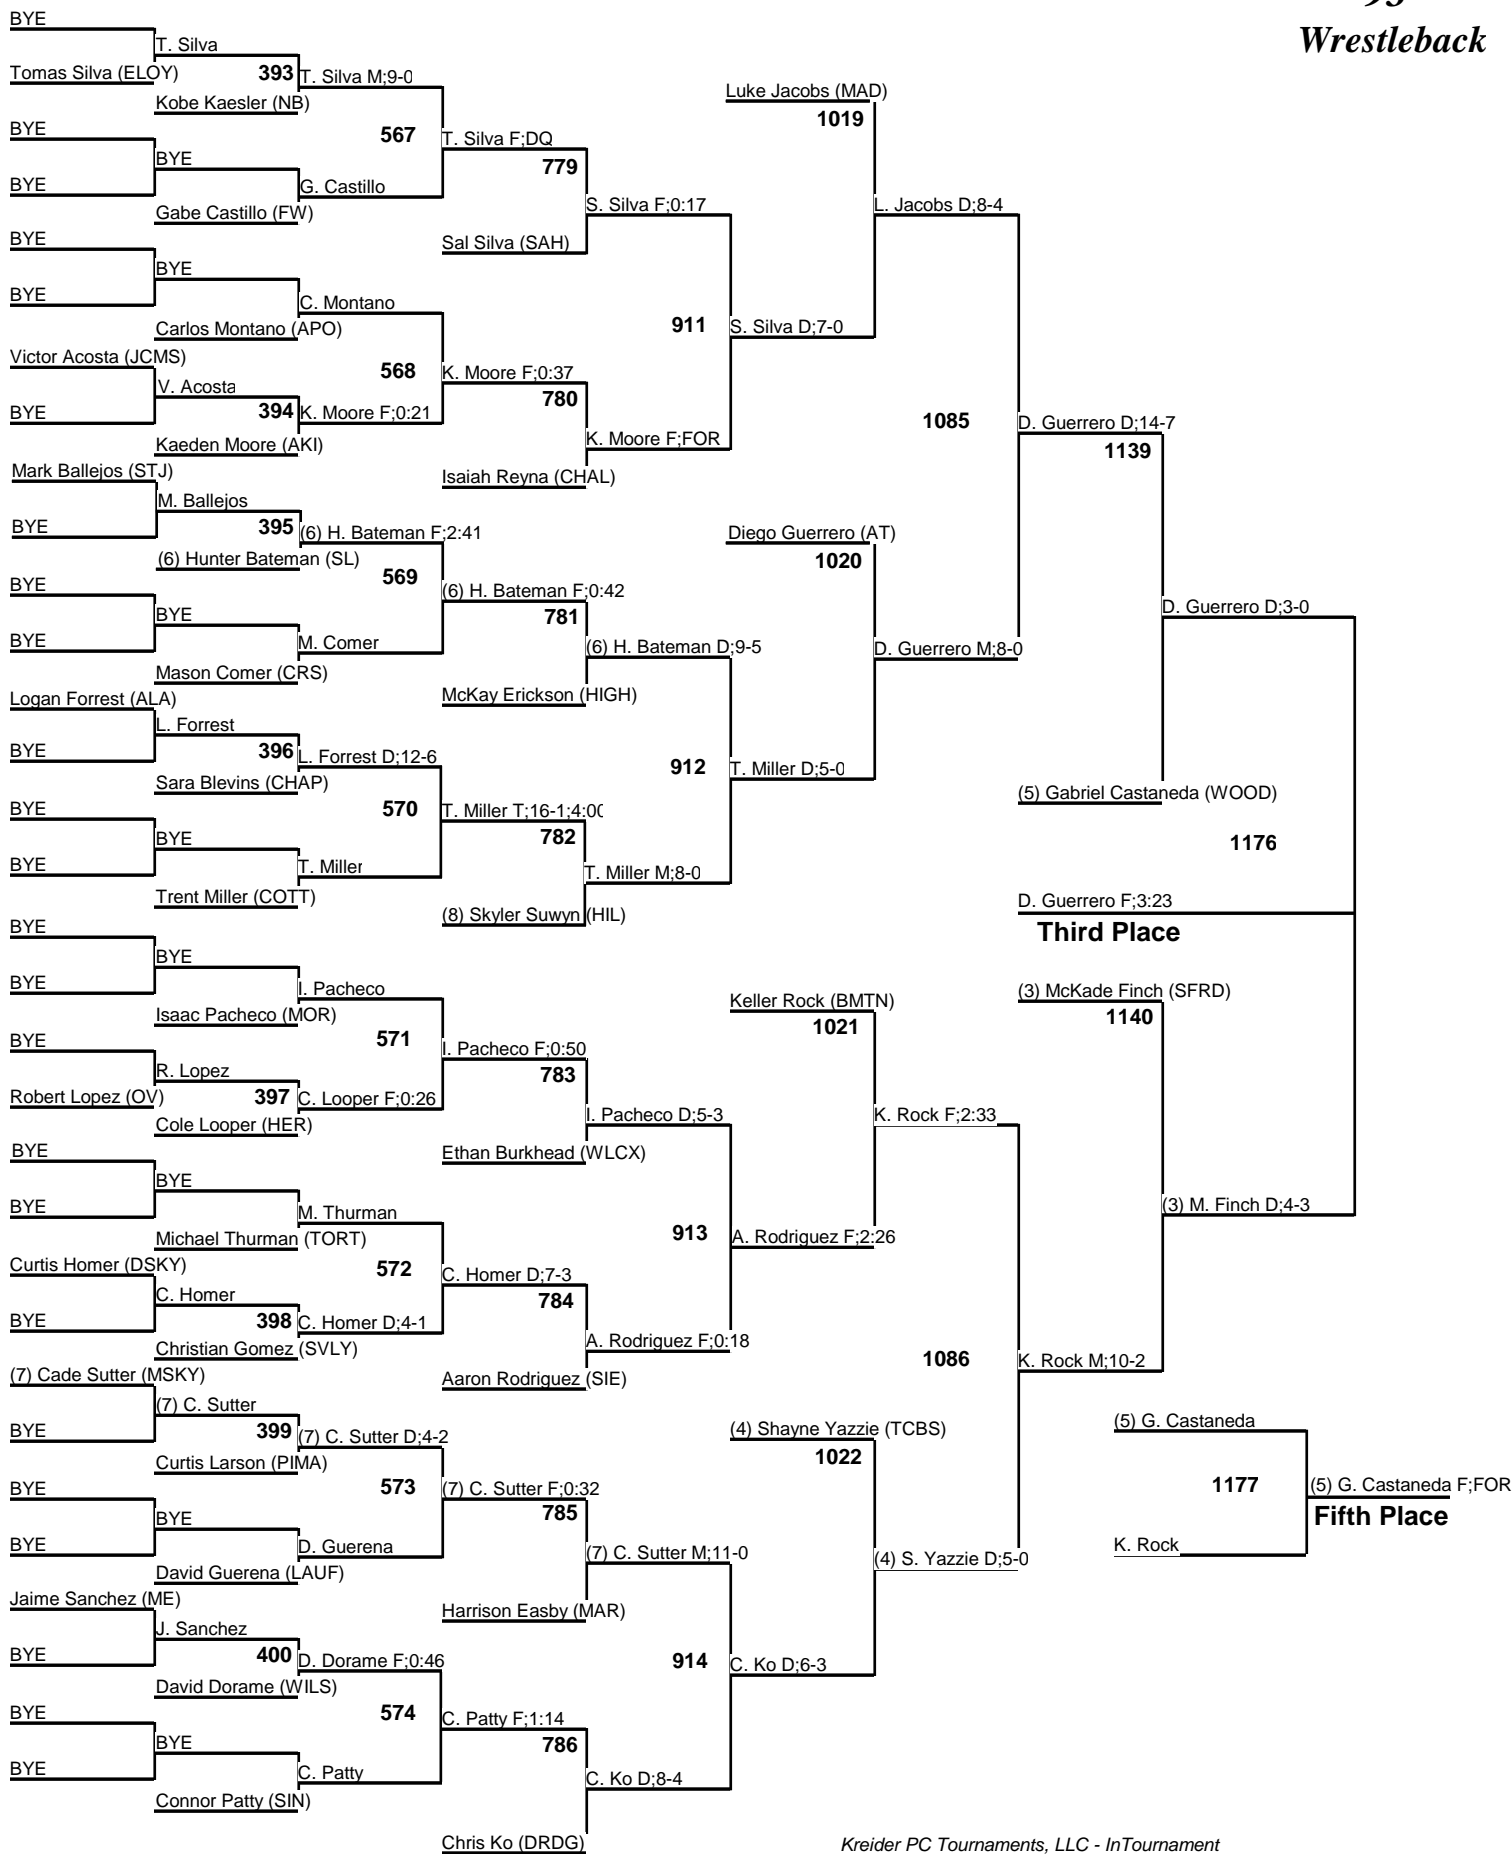 BYE
T. Silva
Tomas Silva (ELOY)
393
T. Silva M;9-0
Kobe Kaesler (NB)
BYE
567
T. Silva F;DQ
BYE
779
BYE
G. Castillo
Gabe Castillo (FW)
S. Silva F;0:17
BYE
Sal Silva (SAH)
BYE
BYE
C. Montano
Carlos Montano (APO)
911
S. Silva D;7-0
Victor Acosta (JCMS)
568
K. Moore F;0:37
V. Acosta
780
BYE
394
K. Moore F;0:21
K. Moore F;FOR
Kaeden Moore (AKI)
Isaiah Reyna (CHAL)
Mark Ballejos (STJ)
M. Ballejos
BYE
395
(6) H. Bateman F;2:41
(6) Hunter Bateman (SL)
569
BYE
(6) H. Bateman F;0:42
BYE
781
BYE
M. Comer
(6) H. Bateman D;9-5
Mason Comer (CRS)
McKay Erickson (HIGH)
Logan Forrest (ALA)
L. Forrest
BYE
396
L. Forrest D;12-6
912
T. Miller D;5-0
Sara Blevins (CHAP)
BYE
570
T. Miller T;16-1;4:00
BYE
782
BYE
T. Miller
T. Miller M;8-0
Trent Miller (COTT)
(8) Skyler Suwyn (HIL)
BYE
BYE
BYE
I. Pacheco
Isaac Pacheco (MOR)
BYE
571
I. Pacheco F;0:50
R. Lopez
783
Robert Lopez (OV)
397
C. Looper F;0:26
Cole Looper (HER)
I. Pacheco D;5-3
BYE
Ethan Burkhead (WLCX)
BYE
BYE
M. Thurman
Michael Thurman (TORT)
913
A. Rodriguez F;2:26
Curtis Homer (DSKY)
572
C. Homer D;7-3
C. Homer
784
BYE
398
C. Homer D;4-1
A. Rodriguez F;0:18
Christian Gomez (SVLY)
Aaron Rodriguez (SIE)
(7) Cade Sutter (MSKY)
(7) C. Sutter
BYE
399
(7) C. Sutter D;4-2
Curtis Larson (PIMA)
BYE
573
(7) C. Sutter F;0:32
BYE
785
BYE
D. Guerena
(7) C. Sutter M;11-0
David Guerena (LAUF)
Jaime Sanchez (ME)
Harrison Easby (MAR)
J. Sanchez
BYE
400
D. Dorame F;0:46
914
C. Ko D;6-3
David Dorame (WILS)
BYE
574
C. Patty F;1:14
BYE
786
BYE
C. Patty
C. Ko D;8-4
Connor Patty (SIN)
Chris Ko (DRDG)
Wrestleback
Luke Jacobs (MAD)
1019
L. Jacobs D;8-4
1085
D. Guerrero D;14-7
1139
Diego Guerrero (AT)
1020
D. Guerrero M;8-0
D. Guerrero D;3-0
(5) Gabriel Castaneda (WOOD)
1176
D. Guerrero F;3:23
Third Place
Keller Rock (BMTN)
1021
(3) McKade Finch (SFRD)
1140
K. Rock F;2:33
(3) M. Finch D;4-3
1086
K. Rock M;10-2
(4) Shayne Yazzie (TCBS)
1022
(4) S. Yazzie D;5-0
(5) G. Castaneda
1177
(5) G. Castaneda F;FOR
Fifth Place
K. Rock
Kreider PC Tournaments, LLC - InTournament